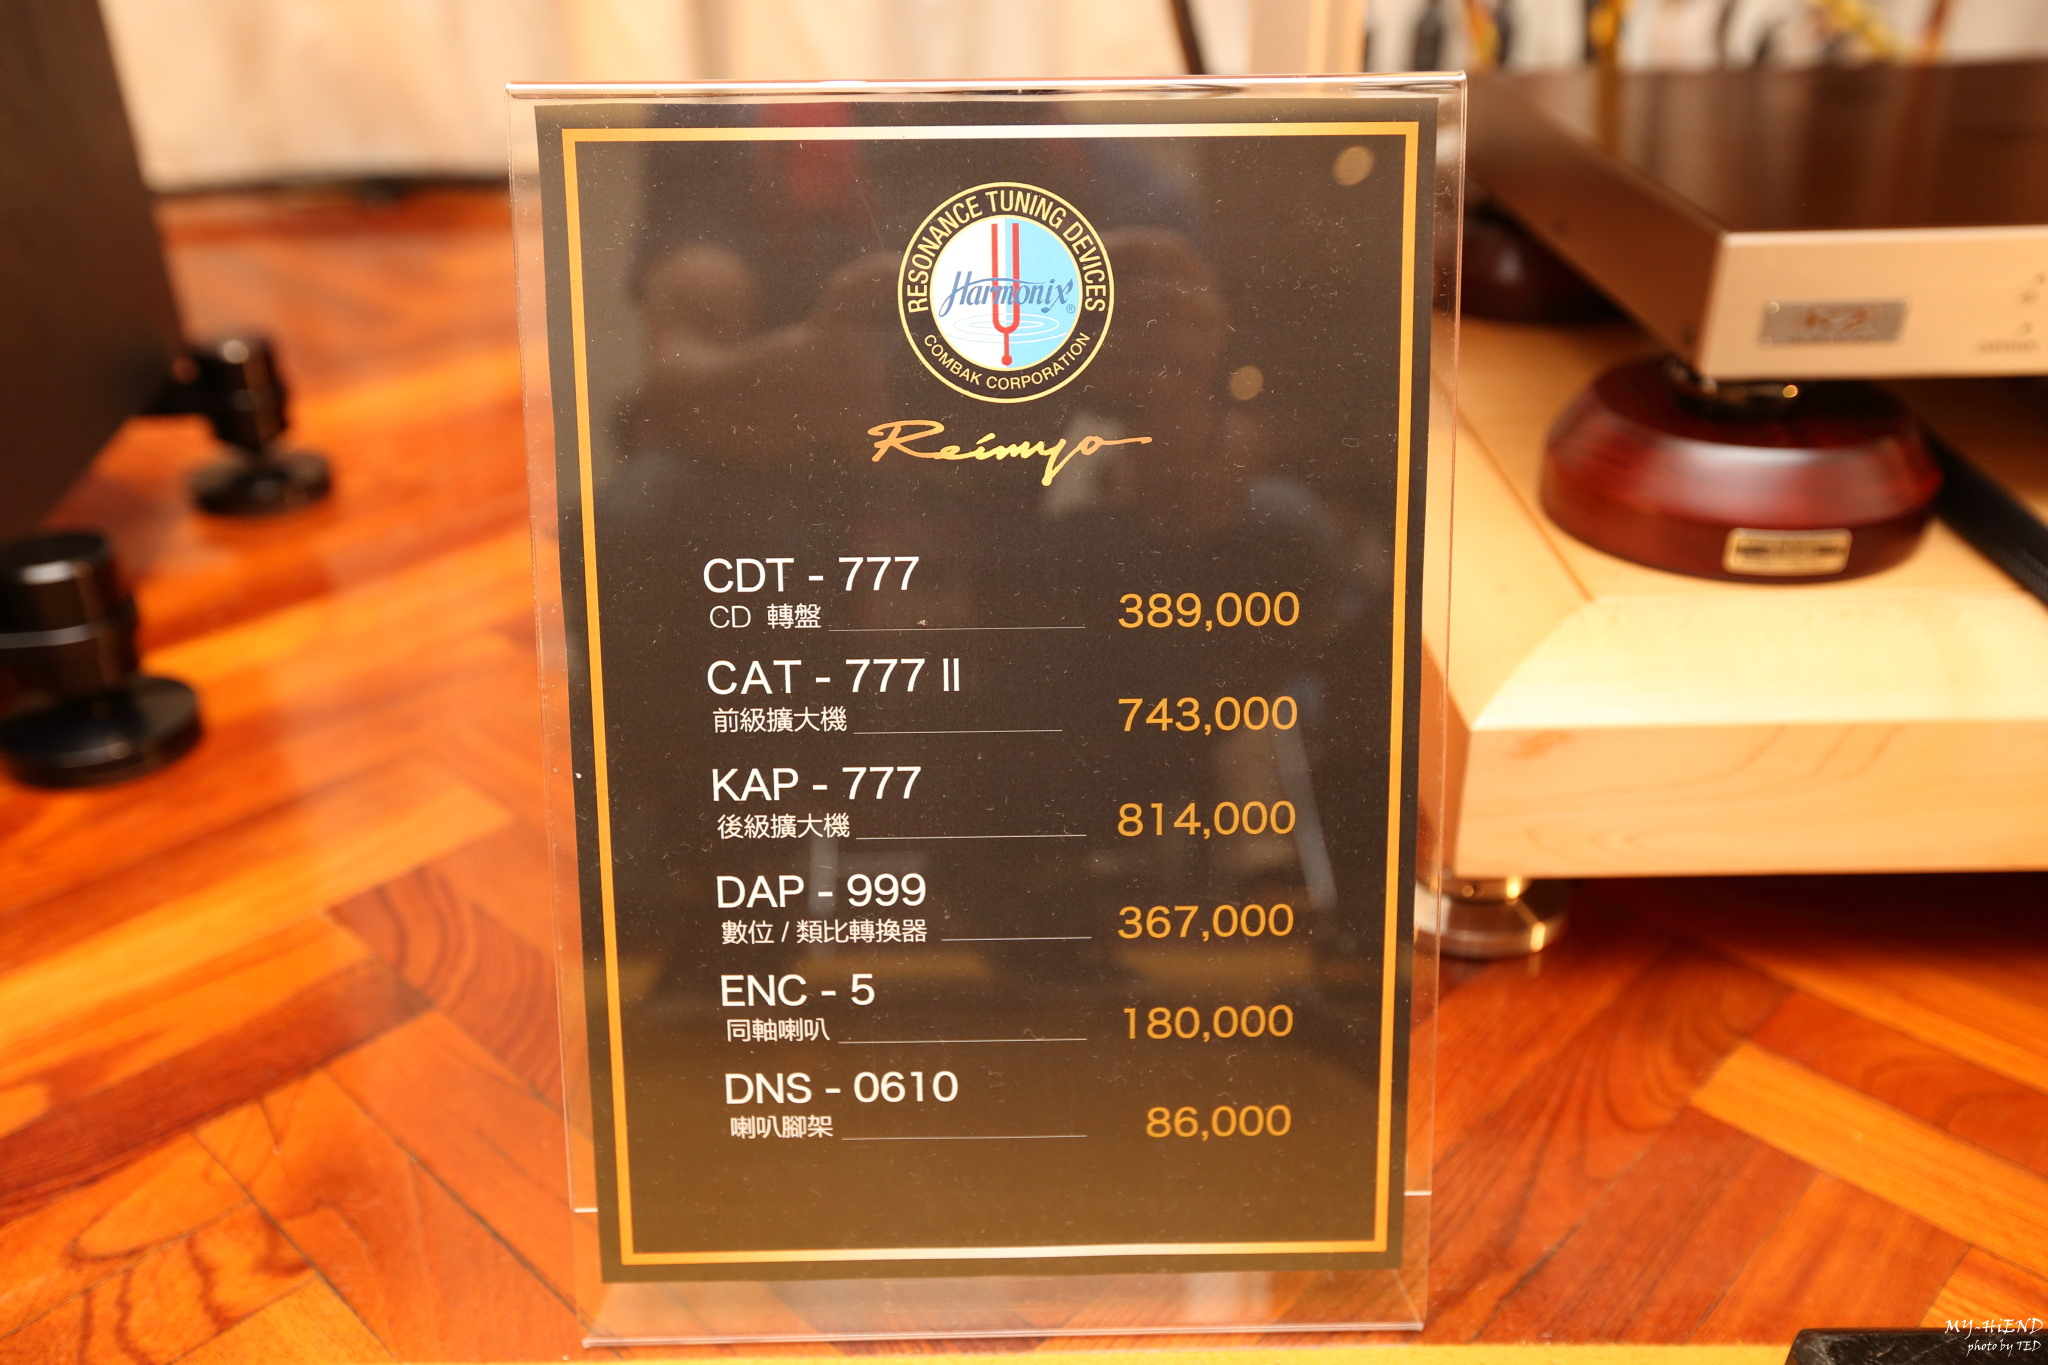 RESONANCE TUNING DEVICES
Harmonix®
COMBAK CORPORATION
Reimyo
CDT - 777
CD 轉盤 389,000
CAT - 777 II
前級擴大機 743,000
KAP - 777
後級擴大機 814,000
DAP - 999
數位 / 類比轉換器 367,000
ENC - 5
同軸喇叭 180,000
DNS - 0610
喇叭腳架 86,000
MY-HiEND
photo by TED